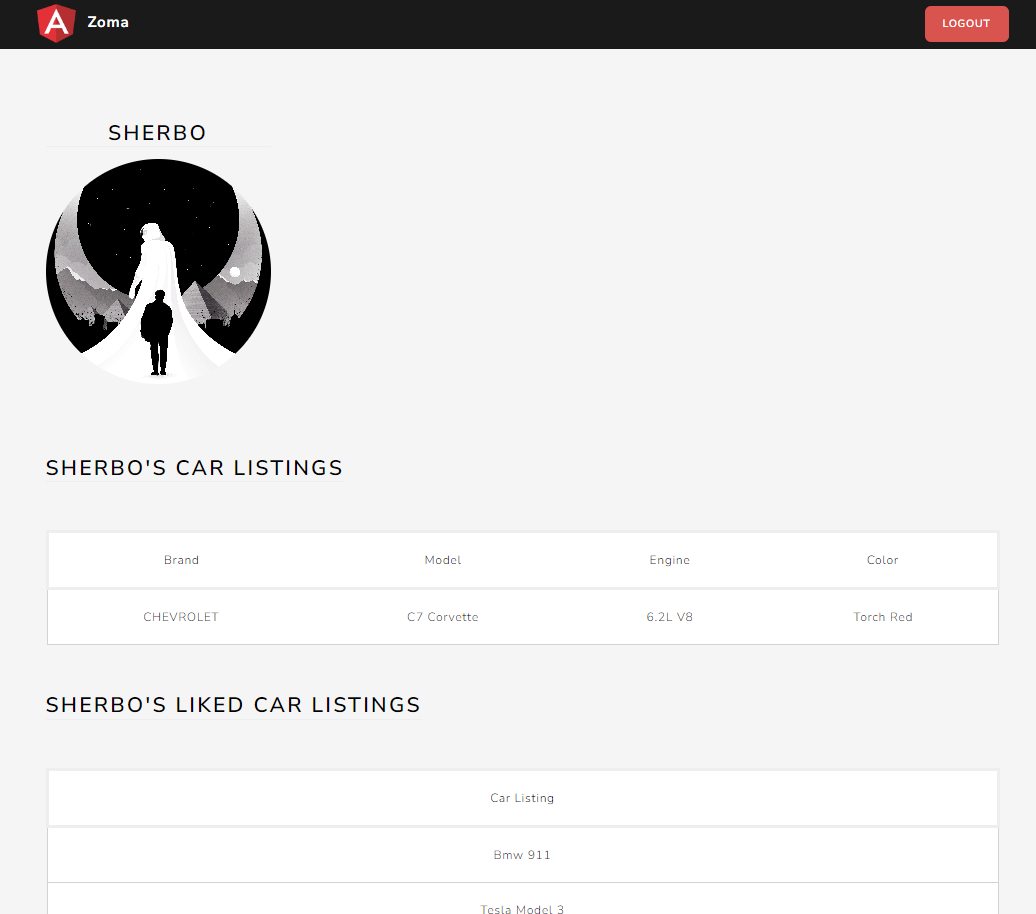 Zoma
LOGOUT
SHERBO
SHERBO'S CAR LISTINGS
Brand Model Engine Color
CHEVROLET C7 Corvette 6.2L V8 Torch Red
SHERBO'S LIKED CAR LISTINGS
Car Listing
Bmw 911
Tesla Model 3